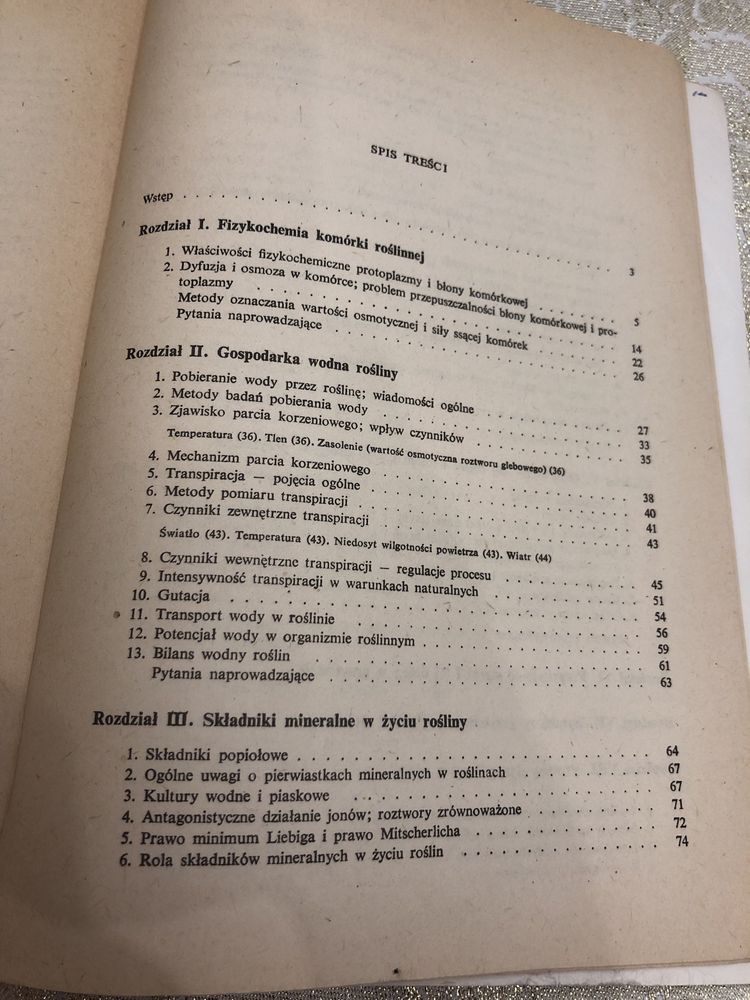 SPIS TREŚCI
Wstęp . . . . . 3
Rozdział I. Fizykochemia komórki roślinnej
1. Właściwości fizykochemiczne protoplazmy i błony komórkowej . . . . . 5
2. Dyfuzja i osmoza w komórce; problem przepuszczalności błony komórkowej i pro-
toplazmy . . . . . 14
Metody oznaczania wartości osmotycznej i siły ssącej komórek . . . . . 22
Pytania naprowadzające . . . . . 26
Rozdział II. Gospodarka wodna rośliny
1. Pobieranie wody przez roślinę; wiadomości ogólne . . . . . 27
2. Metody badań pobierania wody . . . . . 33
3. Zjawisko parcia korzeniowego; wpływ czynników . . . . . 35
Temperatura (36). Tlen (36). Zasolenie (wartość osmotyczna roztworu glebowego) (36)
4. Mechanizm parcia korzeniowego . . . . . 38
5. Transpiracja — pojęcia ogólne . . . . . 40
6. Metody pomiaru transpiracji . . . . . 41
7. Czynniki zewnętrzne transpiracji . . . . . 43
Światło (43). Temperatura (43). Niedosyt wilgotności powietrza (43). Wiatr (44)
8. Czynniki wewnętrzne transpiracji — regulacje procesu . . . . . 45
9. Intensywność transpiracji w warunkach naturalnych . . . . . 51
10. Gutacja . . . . . 54
11. Transport wody w roślinie . . . . . 56
12. Potencjał wody w organizmie roślinnym . . . . . 59
13. Bilans wodny roślin . . . . . 61
Pytania naprowadzające . . . . . 63
Rozdział III. Składniki mineralne w życiu rośliny
1. Składniki popiołowe . . . . . 64
2. Ogólne uwagi o pierwiastkach mineralnych w roślinach . . . . . 67
3. Kultury wodne i piaskowe . . . . . 67
4. Antagonistyczne działanie jonów; roztwory zrównoważone . . . . . 71
5. Prawo minimum Liebiga i prawo Mitscherlicha . . . . . 72
6. Rola składników mineralnych w życiu roślin . . . . . 74